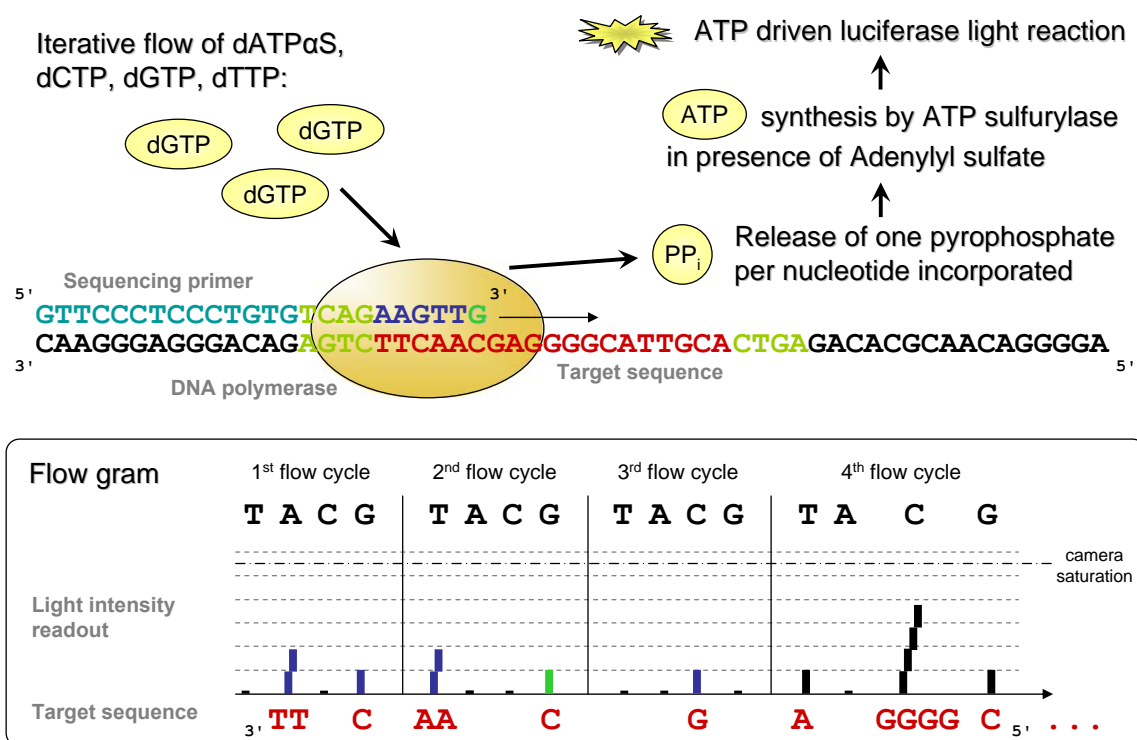 Iterative flow of dATPαS,
dCTP, dGTP, dTTP:
dGTP
dGTP
dGTP
ATP driven luciferase light reaction
ATP synthesis by ATP sulfurylase
in presence of Adenylyl sulfate
PPi
Release of one pyrophosphate
per nucleotide incorporated
Sequencing primer
5' 3'
GTTCCCTCCCTGTGTCAGAAGTTG
CAAGGGAGGGACAGAGTCTTCAACGAGGGGCATTGCACTGAGACACGCAACAGGGGA
3' 5'
DNA polymerase
Target sequence
Flow gram
1st flow cycle 2nd flow cycle 3rd flow cycle 4th flow cycle
T A C G T A C G T A C G T A C G
camera
saturation
Light intensity
readout
Target sequence
3' TT C AA C G A GGGG C 5' ...